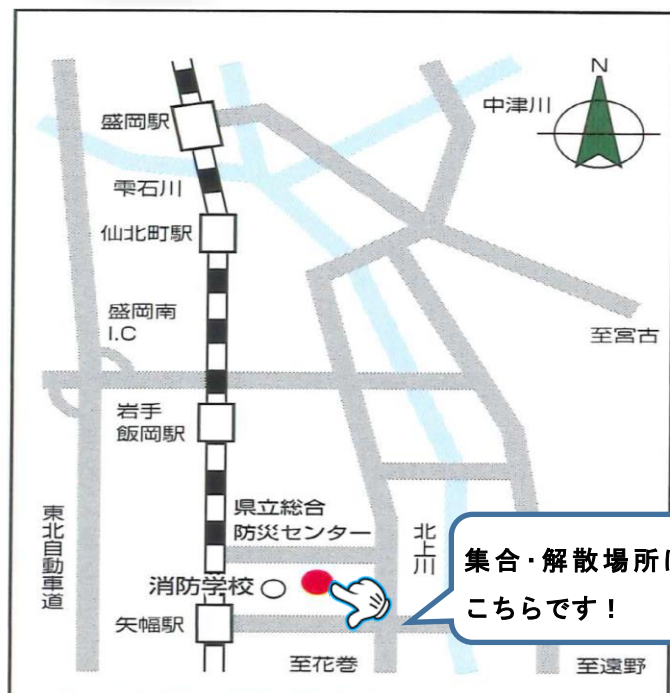 N
中津川
盛岡駅
雫石川
仙北町駅
盛岡南
I.C
至宮古
岩手
飯岡駅
東北自動車道
県立総合
防災センター
北上川
集合・解散場所は
こちらです！
消防学校
矢幅駅
至花巻
至遠野